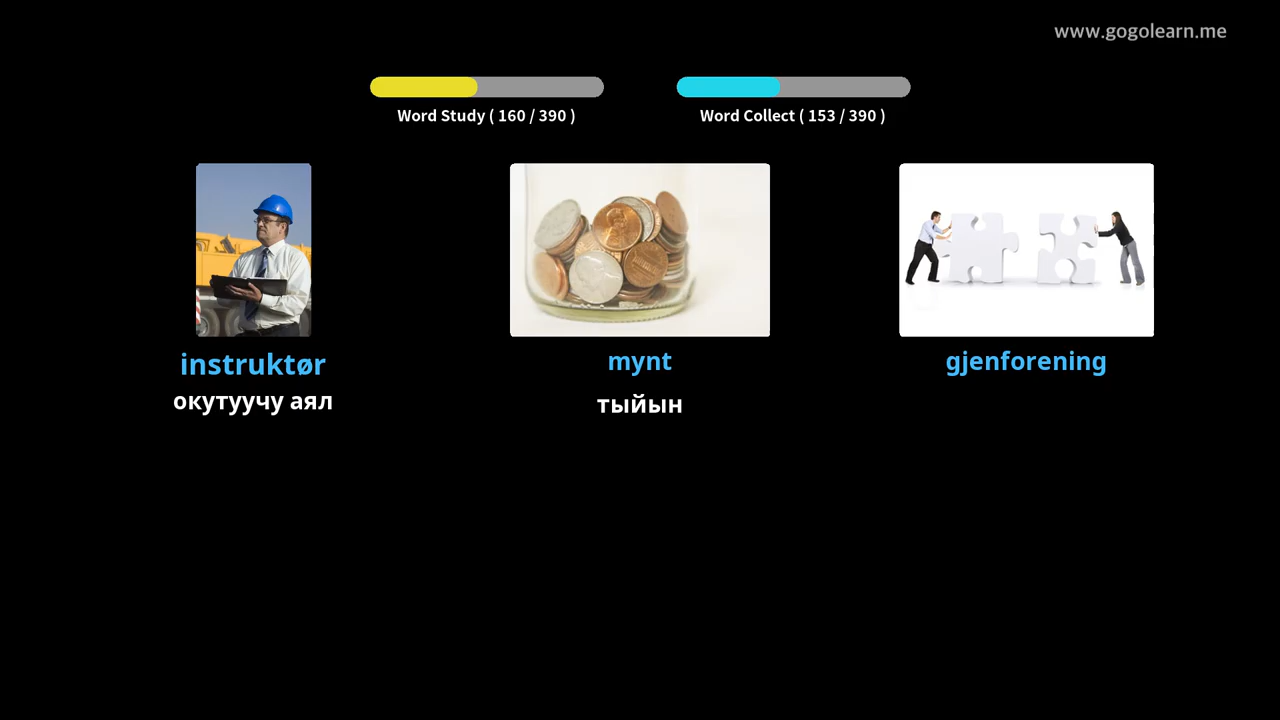 www.gogolearn.me
Word Study ( 160 / 390 )
Word Collect ( 153 / 390 )
instruktør
mynt
gjenforening
окутуучу аял
тыйын